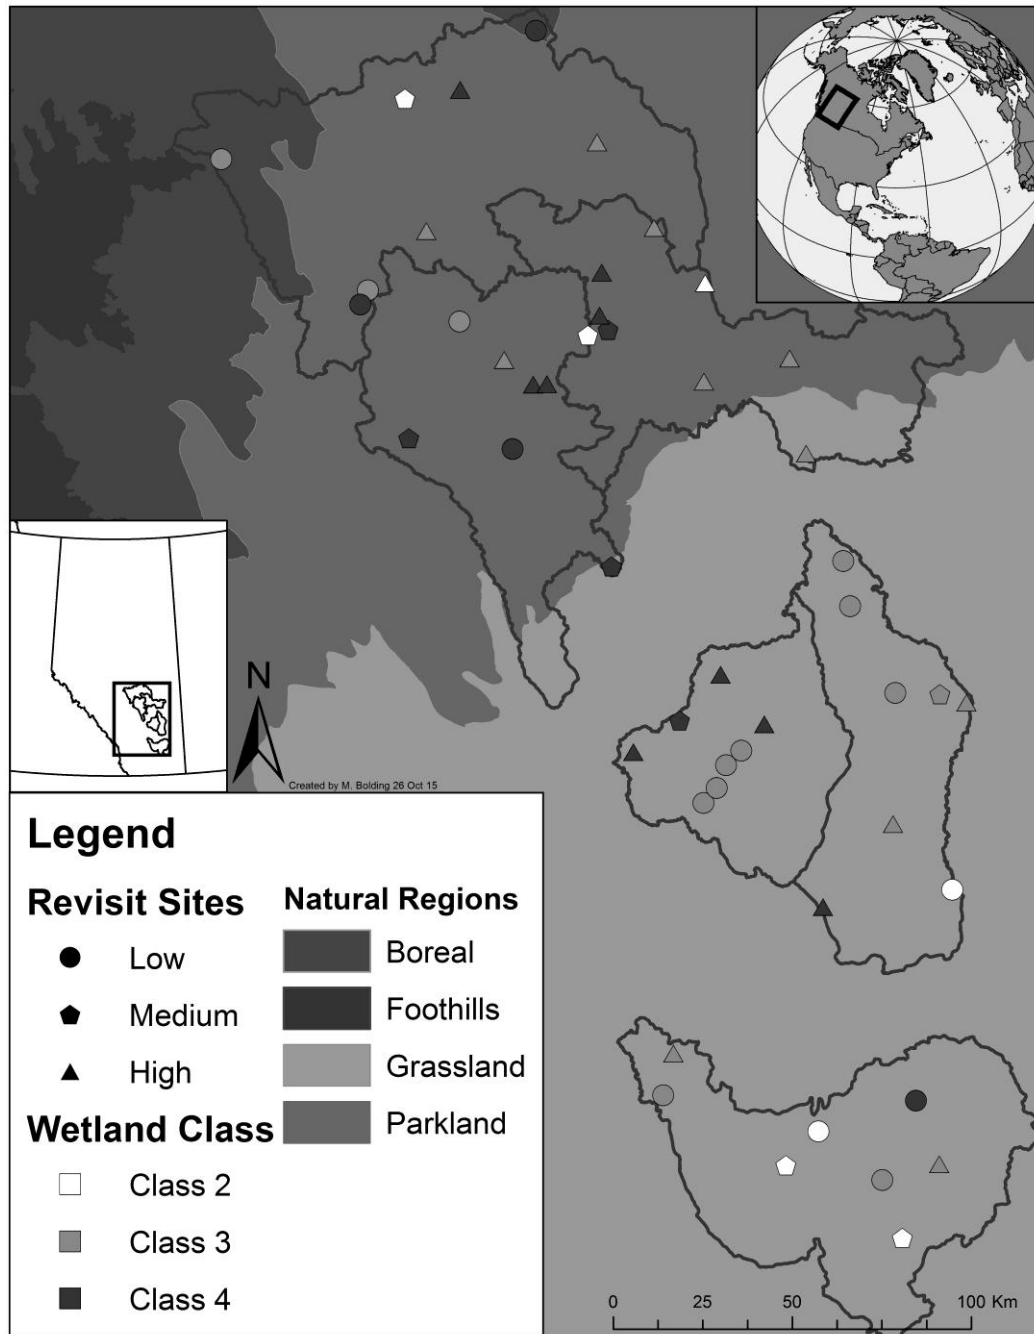 N
Created by M. Bolding 26 Oct 15
Legend
Revisit Sites
Low
Medium
High
Wetland Class
Class 2
Class 3
Class 4
Natural Regions
Boreal
Foothills
Grassland
Parkland
0 25 50 100 Km